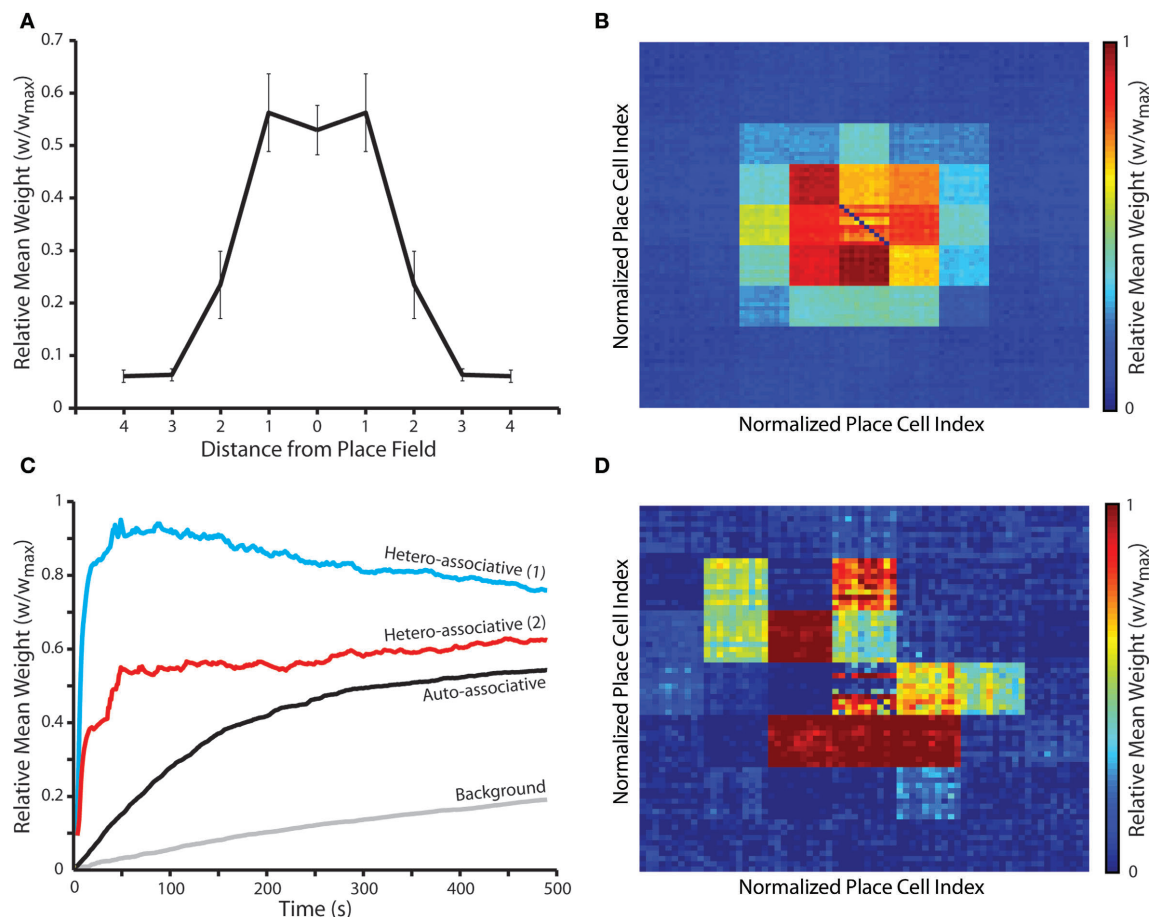 A
Relative Mean Weight (w/wmax)
0.7
0.6
0.5
0.4
0.3
0.2
0.1
0
4 3 2 1 0 1 2 3 4
Distance from Place Field
B
Normalized Place Cell Index
Normalized Place Cell Index
1
0
Relative Mean Weight (w/wmax)
C
Relative Mean Weight (w/wmax)
1
0.8
0.6
0.4
0.2
0
Hetero-associative (1)
Hetero-associative (2)
Auto-associative
Background
0 100 200 300 400 500
Time (s)
D
Normalized Place Cell Index
Normalized Place Cell Index
1
0
Relative Mean Weight (w/wmax)